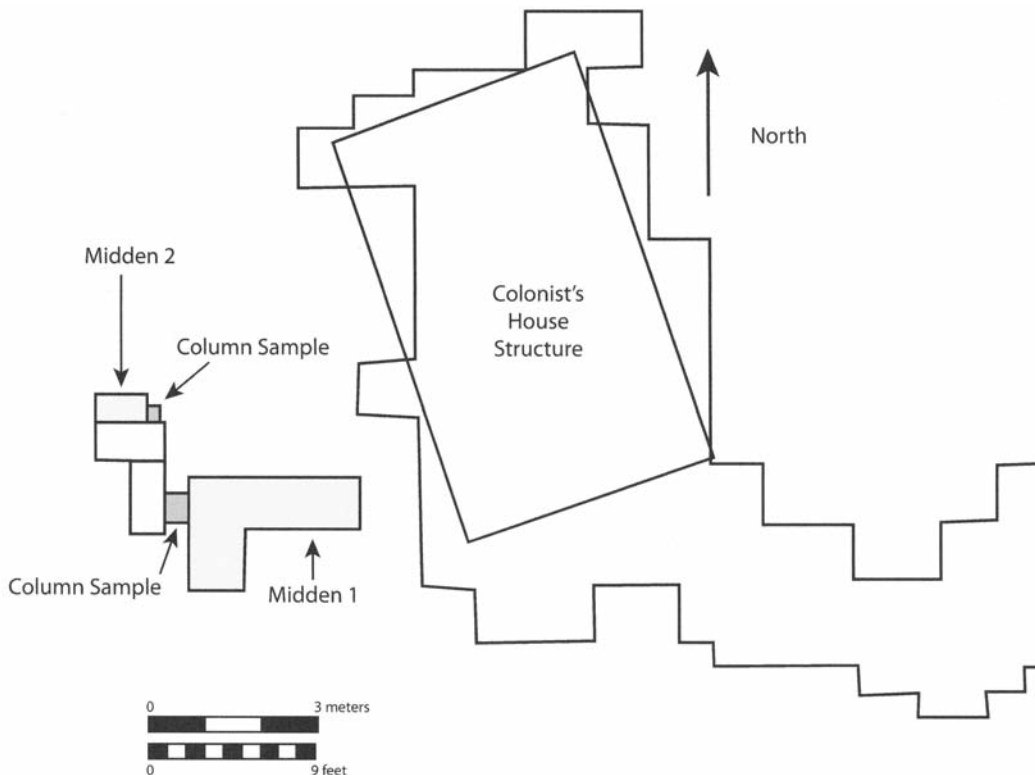 North
Midden 2
Column Sample
Colonist's
House
Structure
Column Sample
Midden 1
0 3 meters
0 9 feet